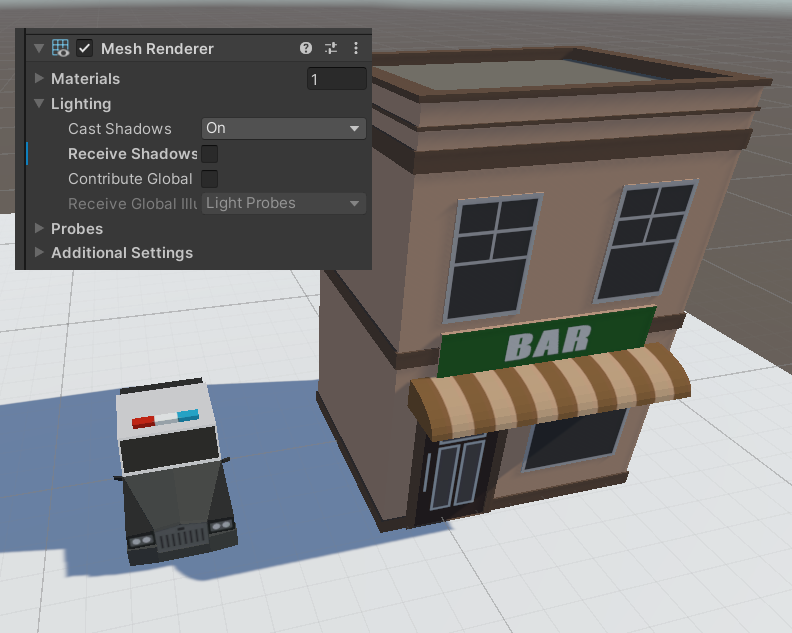 Mesh Renderer
Materials 1
Lighting
Cast Shadows On
Receive Shadows
Contribute Global
Receive Global Illu Light Probes
Probes
Additional Settings
BAR